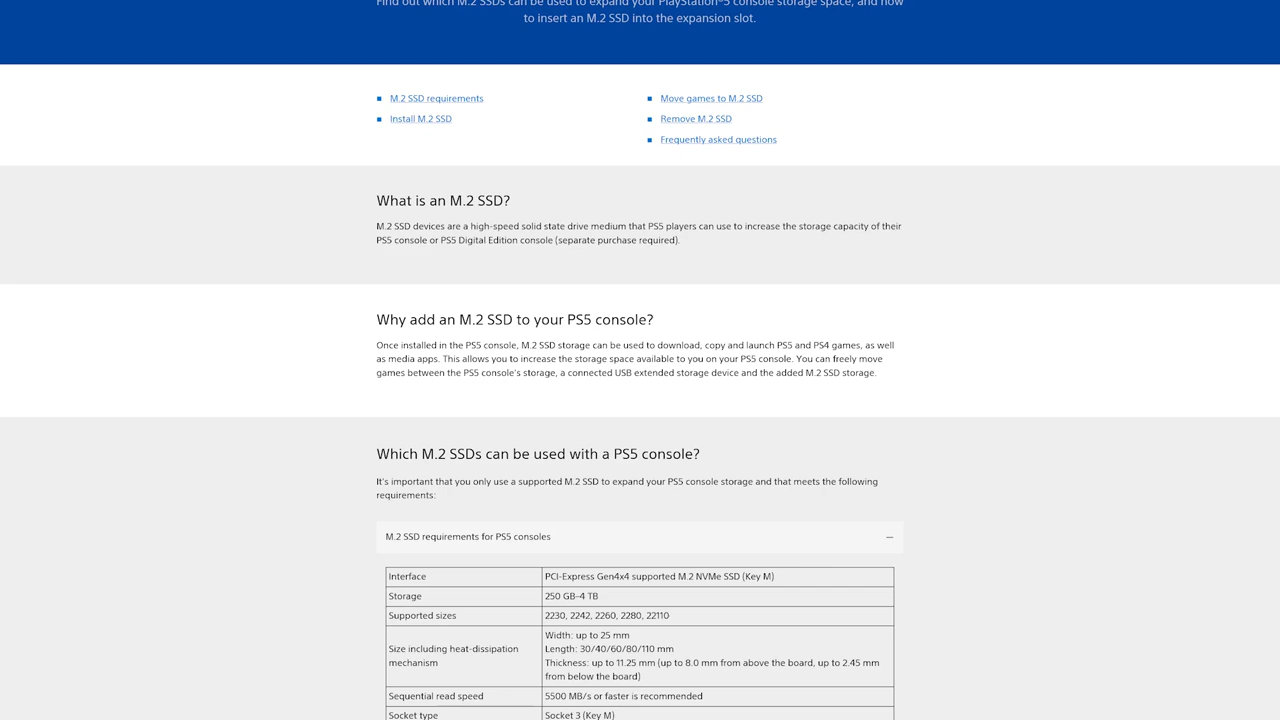 Find out which M.2 SSDs can be used to expand your PlayStation®5 console storage space, and how
to insert an M.2 SSD into the expansion slot.
M.2 SSD requirements
Install M.2 SSD
Move games to M.2 SSD
Remove M.2 SSD
Frequently asked questions
What is an M.2 SSD?
M.2 SSD devices are a high-speed solid state drive medium that PS5 players can use to increase the storage capacity of their
PS5 console or PS5 Digital Edition console (separate purchase required).
Why add an M.2 SSD to your PS5 console?
Once installed in the PS5 console, M.2 SSD storage can be used to download, copy and launch PS5 and PS4 games, as well
as media apps. This allows you to increase the storage space available to you on your PS5 console. You can freely move
games between the PS5 console's storage, a connected USB extended storage device and the added M.2 SSD storage.
Which M.2 SSDs can be used with a PS5 console?
It's important that you only use a supported M.2 SSD to expand your PS5 console storage and that meets the following
requirements:
M.2 SSD requirements for PS5 consoles
Interface PCI-Express Gen4x4 supported M.2 NVMe SSD (Key M)
Storage 250 GB–4 TB
Supported sizes 2230, 2242, 2260, 2280, 22110
Size including heat-dissipation
mechanism
Width: up to 25 mm
Length: 30/40/60/80/110 mm
Thickness: up to 11.25 mm (up to 8.0 mm from above the board, up to 2.45 mm
from below the board)
Sequential read speed 5500 MB/s or faster is recommended
Socket type Socket 3 (Key M)